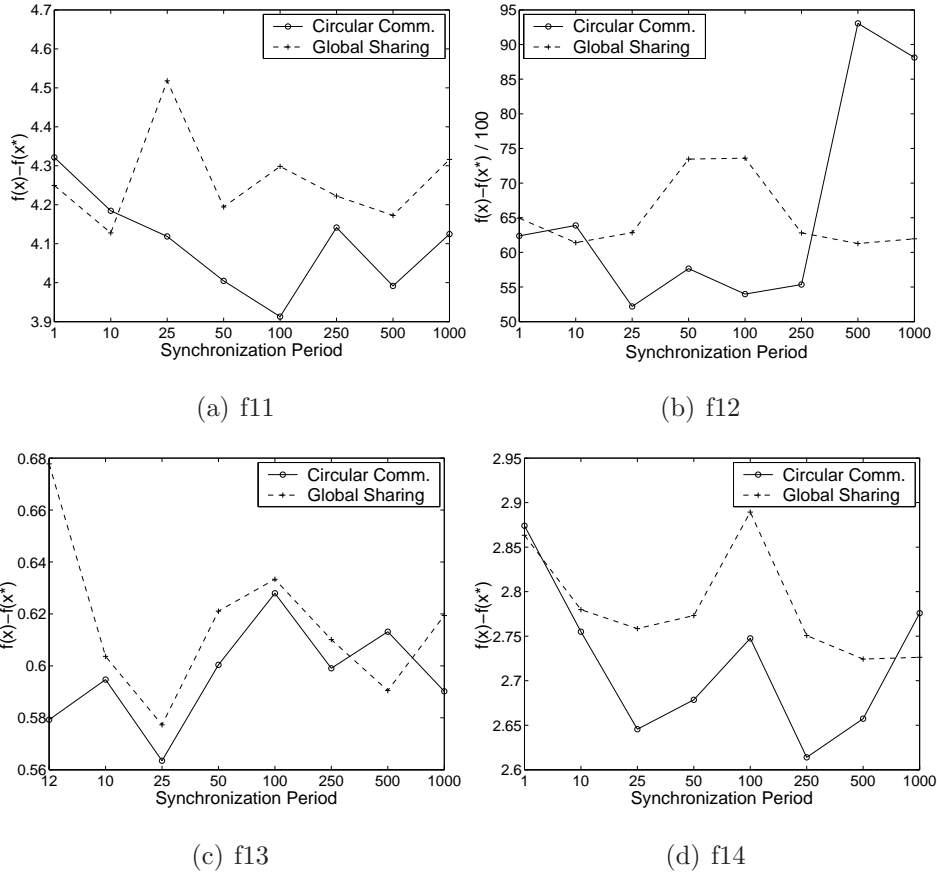 4.7
4.6
4.5
4.4
4.3
4.2
4.1
4
3.9
f(x)−f(x*)
Circular Comm.
Global Sharing
1 10 25 50 100 250 500 1000
Synchronization Period
(a) f11
95
90
85
80
75
70
65
60
55
50
f(x)−f(x*) / 100
Circular Comm.
Global Sharing
1 10 25 50 100 250 500 1000
Synchronization Period
(b) f12
0.68
0.66
0.64
0.62
0.6
0.58
0.56
f(x)−f(x*)
Circular Comm.
Global Sharing
12 10 25 50 100 250 500 1000
Synchronization Period
(c) f13
2.95
2.9
2.85
2.8
2.75
2.7
2.65
2.6
f(x)−f(x*)
Circular Comm.
Global Sharing
1 10 25 50 100 250 500 1000
Synchronization Period
(d) f14